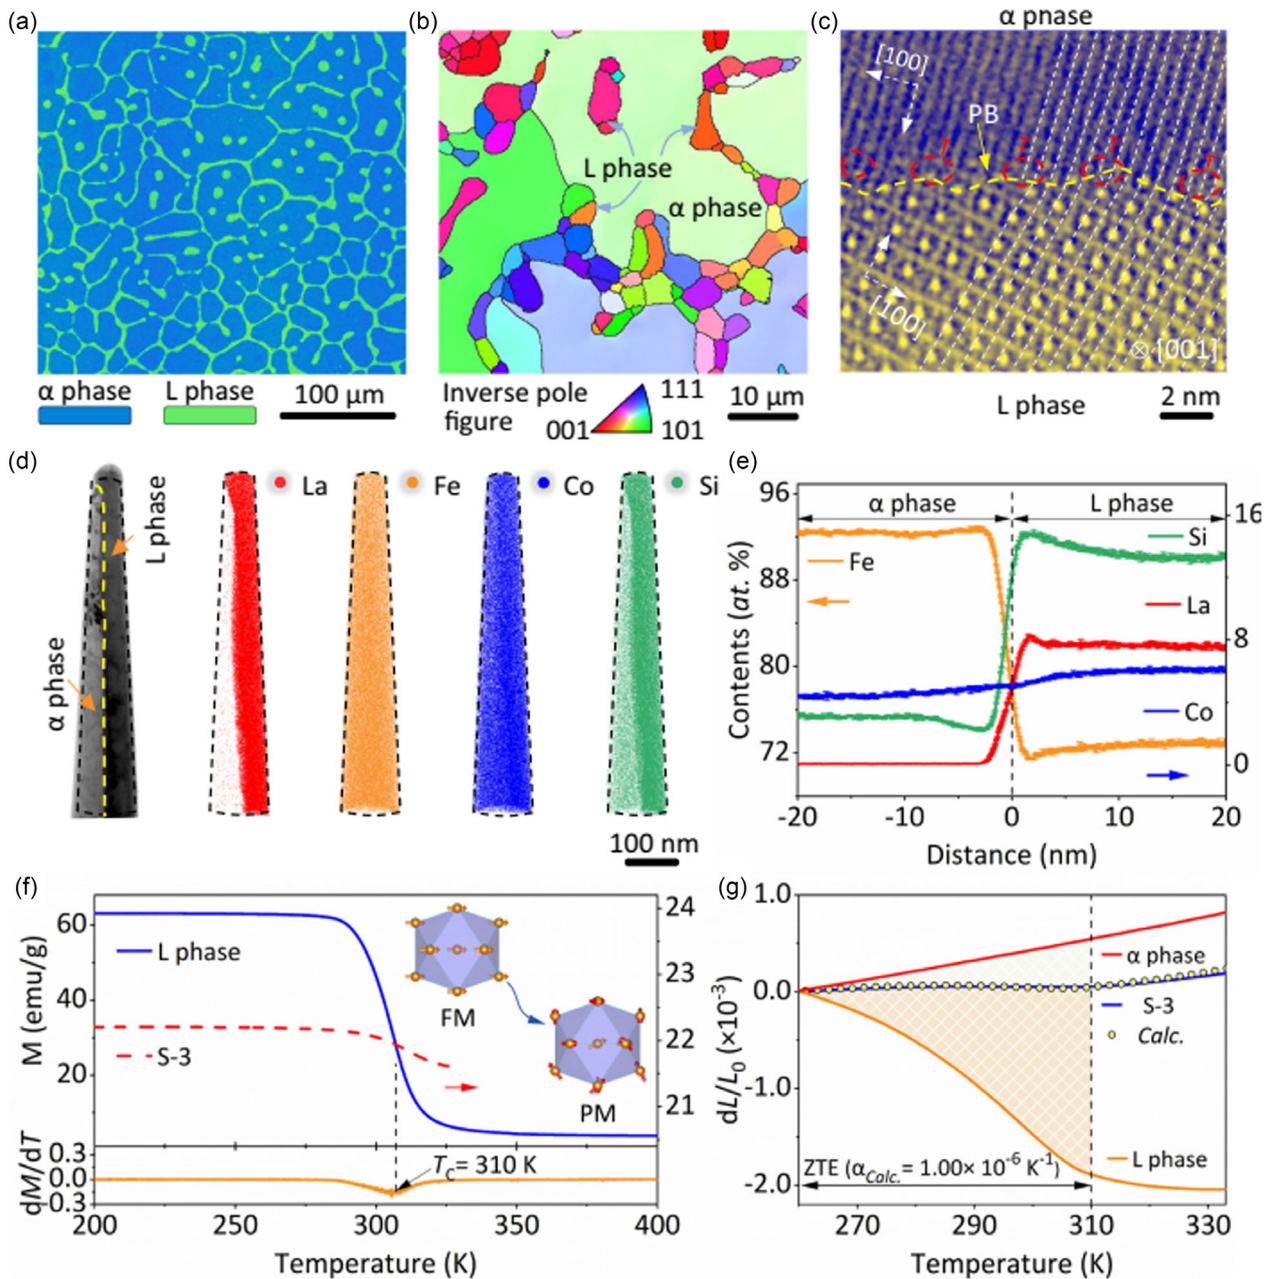 (a)
α phase
L phase
100 μm
(b)
L phase
α phase
Inverse pole
figure
001
111
101
10 μm
(c)
α pnase
[100]
PB
[100]
⊗ [001]
L phase
2 nm
(d)
L phase
α phase
La
Fe
Co
Si
100 nm
(e)
96
88
80
72
Contents (at. %)
α phase
L phase
Fe
Si
La
Co
16
8
0
-20
-10
0
10
20
Distance (nm)
(f)
60
40
20
M (emu/g)
L phase
S-3
FM
PM
24
23
22
21
0.3
0.0
-0.3
dM/dT
TC= 310 K
200
250
300
350
400
Temperature (K)
(g)
1.0
0.0
-1.0
-2.0
dL/L0 (×10-3)
α phase
S-3
Calc.
L phase
ZTE (αCalc.= 1.00× 10-6 K-1)
270
290
310
330
Temperature (K)